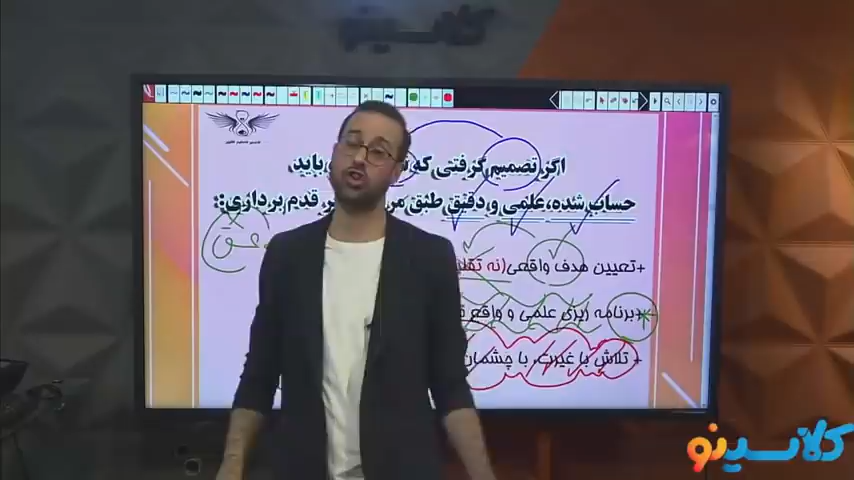 اگر تصمیم گرفتی که باید،
حساب شده، علمی و دقیق طبق قدم برداری::
+تعیین هدف واقعی(نه
+برنامه ریزی علمی و
+ تلاش با غیرت، با چشمان
کلاسینو